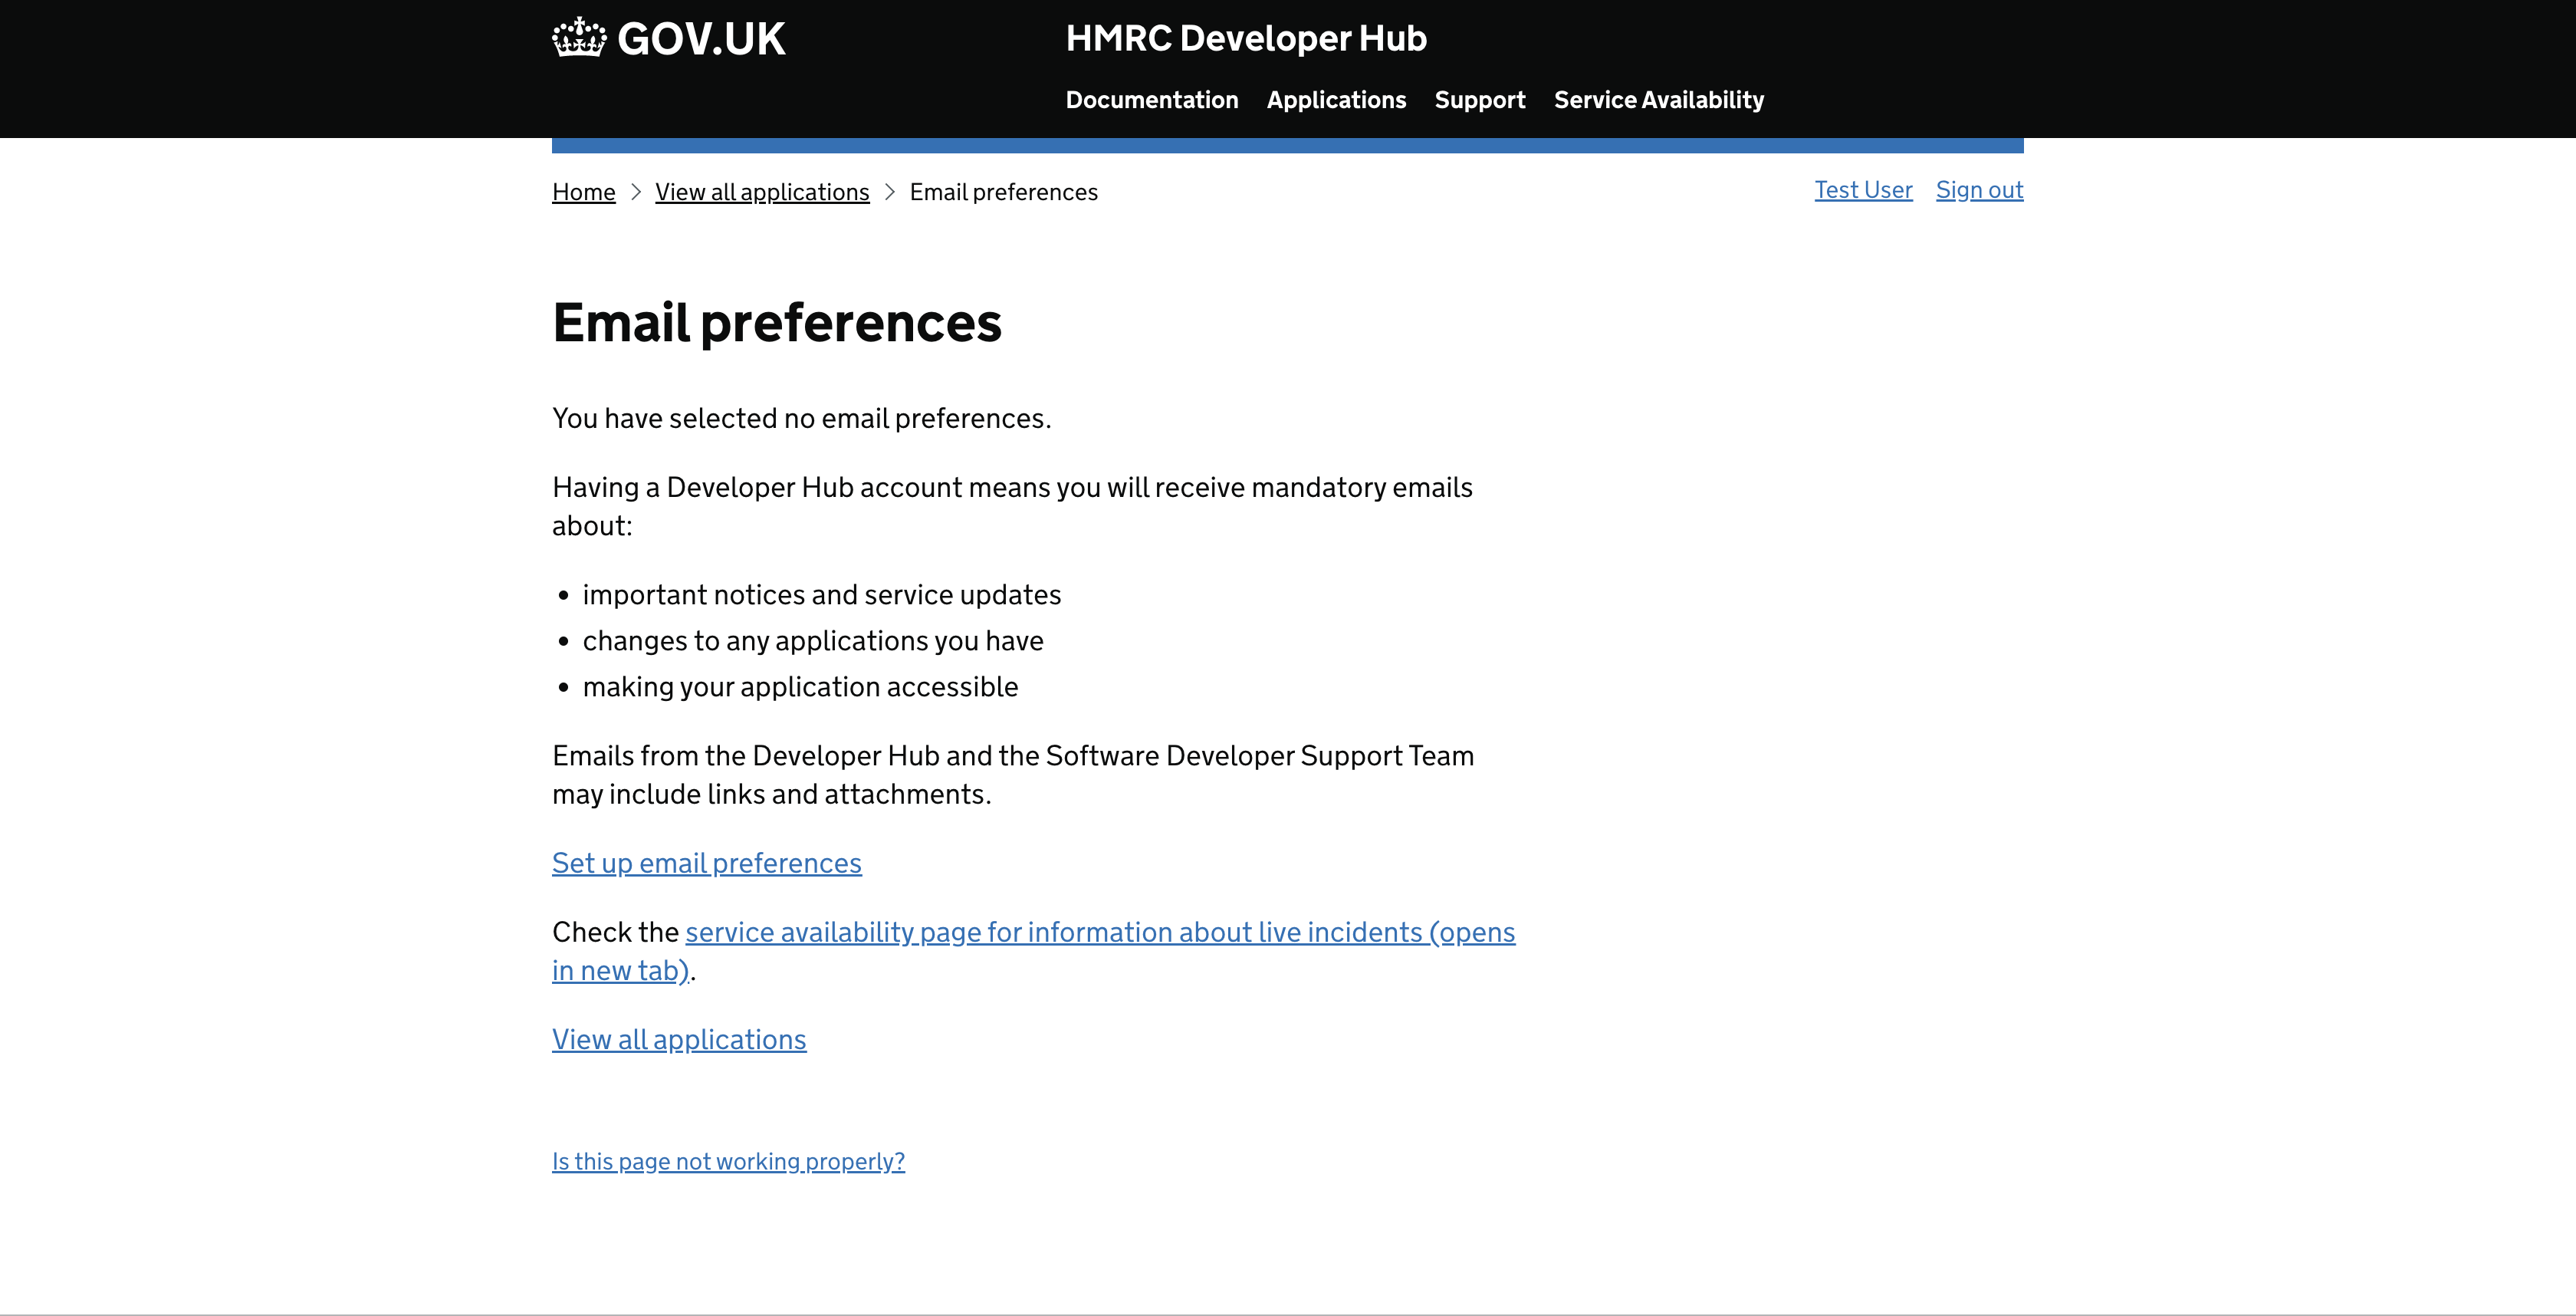 GOV.UK
HMRC Developer Hub
Documentation Applications Support Service Availability
Home > View all applications > Email preferences
Test User Sign out
Email preferences
You have selected no email preferences.
Having a Developer Hub account means you will receive mandatory emails
about:
• important notices and service updates
• changes to any applications you have
• making your application accessible
Emails from the Developer Hub and the Software Developer Support Team
may include links and attachments.
Set up email preferences
Check the service availability page for information about live incidents (opens
in new tab).
View all applications
Is this page not working properly?